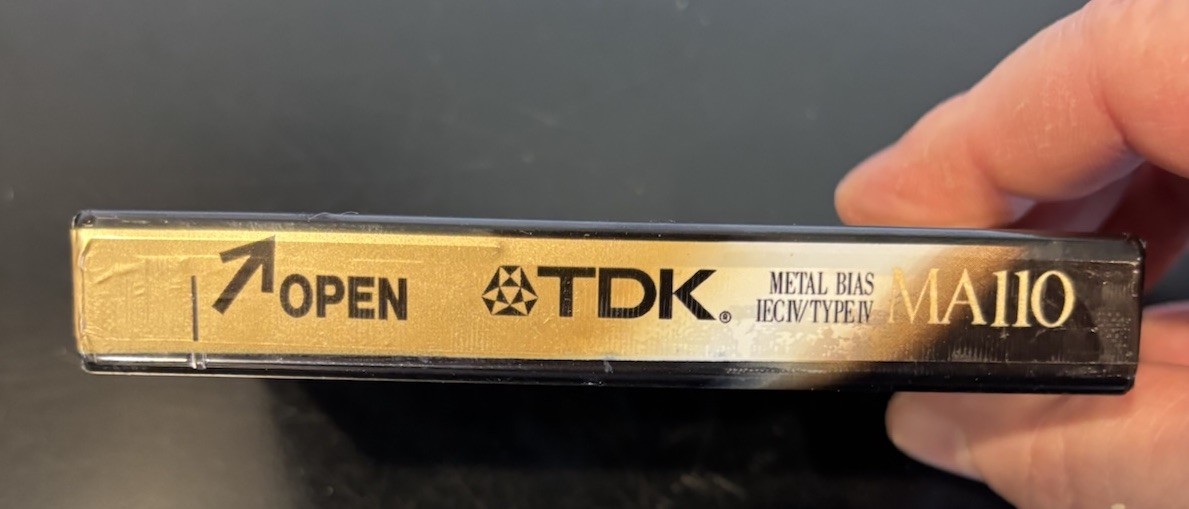 OPEN
TDK®
METAL BIAS
IEC IV/TYPE IV
MA110